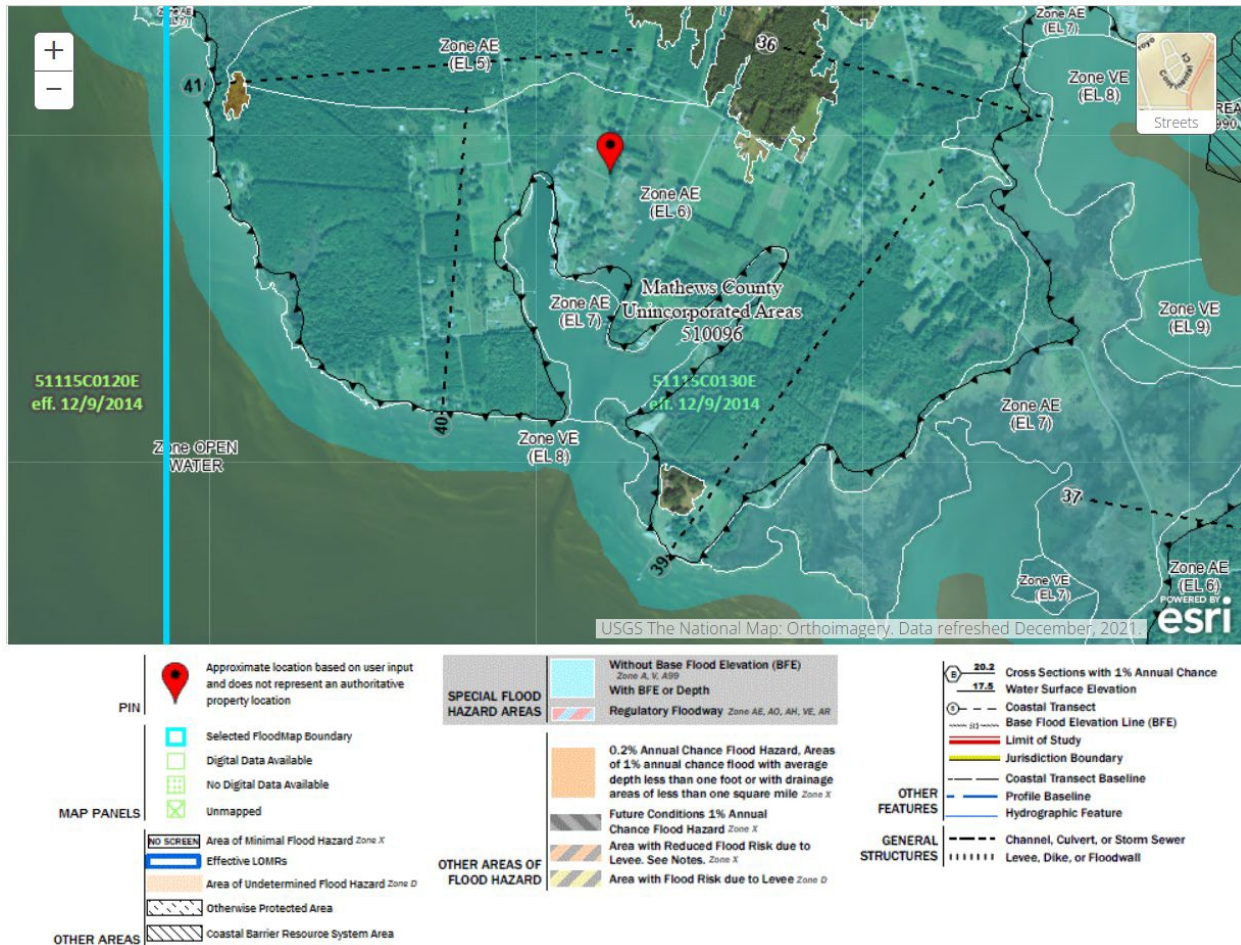 Zone AE
(EL 7)
+
−
Zone AE
(EL 5)
41
36
Zone AE
(EL 7)
Zone VE
(EL 8)
Streets
Zone AE
(EL 6)
Mathews County
Unincorporated Areas
510096
Zone AE
(EL 7)
Zone VE
(EL 9)
51115C0120E
eff. 12/9/2014
51115C0130E
eff. 12/9/2014
40
Zone VE
(EL 8)
Zone OPEN
WATER
Zone AE
(EL 7)
37
39
Zone VE
(EL 7)
Zone AE
(EL 6)
POWERED BY
esri
USGS The National Map: Orthoimagery. Data refreshed December, 2021.
PIN
Approximate location based on user input
and does not represent an authoritative
property location
MAP PANELS
Selected FloodMap Boundary
Digital Data Available
No Digital Data Available
Unmapped
OTHER AREAS
NO SCREEN Area of Minimal Flood Hazard Zone X
Effective LOMRs
Area of Undetermined Flood Hazard Zone D
Otherwise Protected Area
Coastal Barrier Resource System Area
SPECIAL FLOOD
HAZARD AREAS
Without Base Flood Elevation (BFE)
Zone A, V, A99
With BFE or Depth
Regulatory Floodway Zone AE, AO, AH, VE, AR
OTHER AREAS OF
FLOOD HAZARD
0.2% Annual Chance Flood Hazard, Areas
of 1% annual chance flood with average
depth less than one foot or with drainage
areas of less than one square mile Zone X
Future Conditions 1% Annual
Chance Flood Hazard Zone X
Area with Reduced Flood Risk due to
Levee. See Notes. Zone X
Area with Flood Risk due to Levee Zone D
OTHER
FEATURES
B 20.2 Cross Sections with 1% Annual Chance
17.5 Water Surface Elevation
8 Coastal Transect
513 Base Flood Elevation Line (BFE)
Limit of Study
Jurisdiction Boundary
Coastal Transect Baseline
Profile Baseline
Hydrographic Feature
GENERAL
STRUCTURES
Channel, Culvert, or Storm Sewer
Levee, Dike, or Floodwall